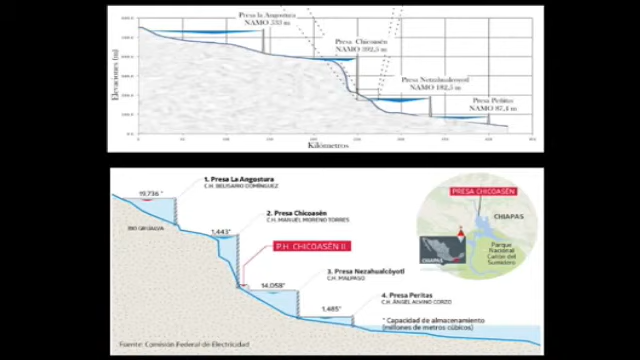 Presa la Angostura
NAMO 533 m
Presa Chicoasén
NAMO 392,5 m
Presa Netzahualcóyotl
NAMO 182,5 m
Presa Peñitas
NAMO 87,4 m
Elevaciones (m)
Kilómetros
1. Presa La Angostura
C.H. BELISARIO DOMÍNGUEZ
19,736 *
RÍO GRIJALVA
2. Presa Chicoasén
C.H. MANUEL MORENO TORRES
1,443*
P.H. CHICOASÉN II
3. Presa Nezahualcóyotl
C.H. MALPASO
14,058*
4. Presa Peñitas
C.H. ÁNGEL ALVINO CORZO
1,485*
* Capacidad de almacenamiento
(millones de metros cúbicos)
PRESA CHICOASÉN
CHIAPAS
Parque
Nacional
Cañón del
Sumidero
CHIAPAS
Fuente: Comisión Federal de Electricidad